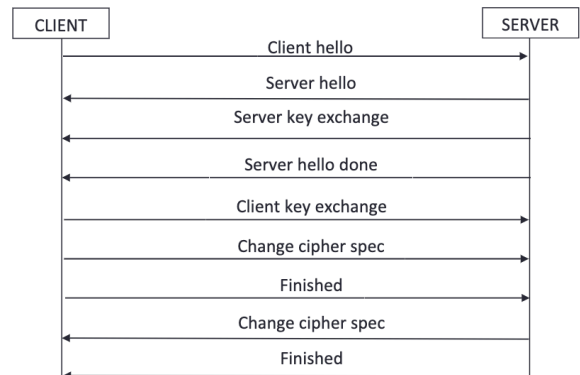 CLIENT
SERVER
Client hello
Server hello
Server key exchange
Server hello done
Client key exchange
Change cipher spec
Finished
Change cipher spec
Finished